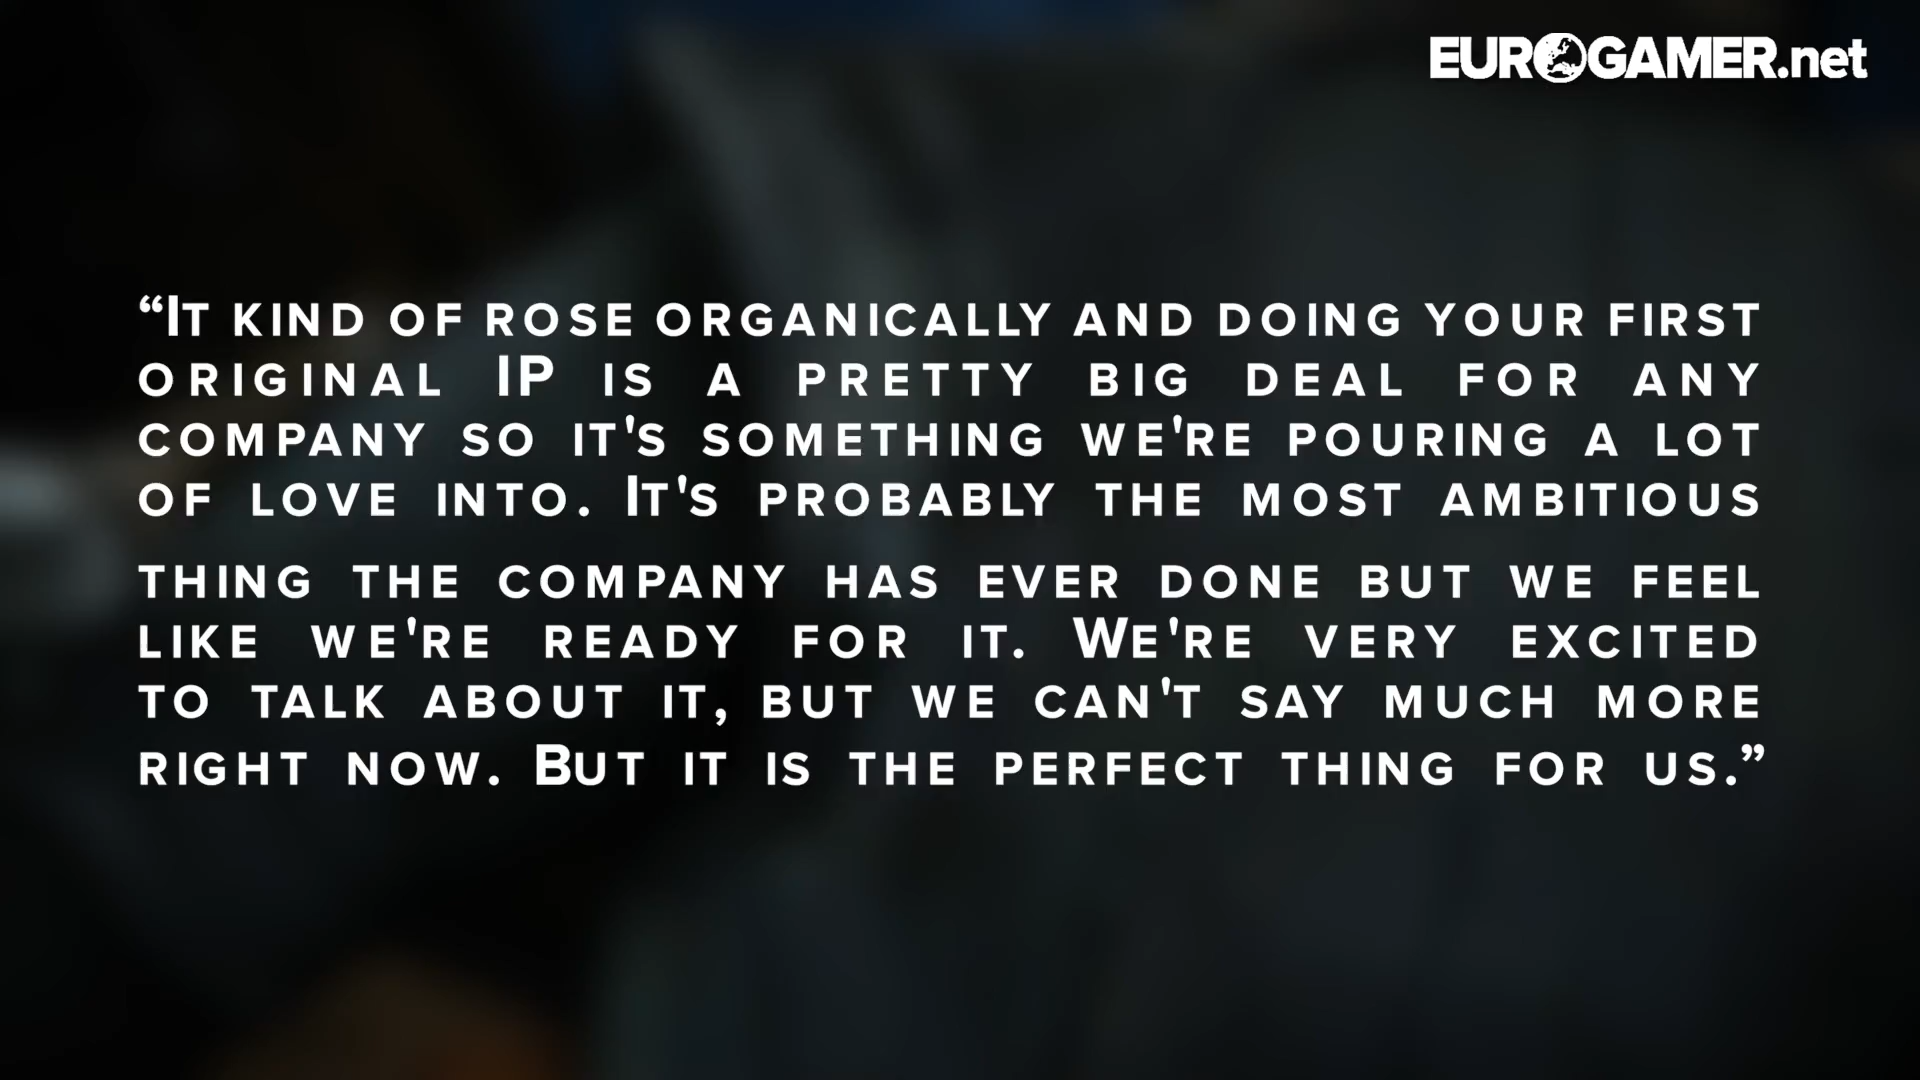 EUROGAMER.net
“It kind of rose organically and doing your first
original IP is a pretty big deal for any
company so it's something we're pouring a lot
of love into. It's probably the most ambitious
thing the company has ever done but we feel
like we're ready for it. We're very excited
to talk about it, but we can't say much more
right now. But it is the perfect thing for us.”